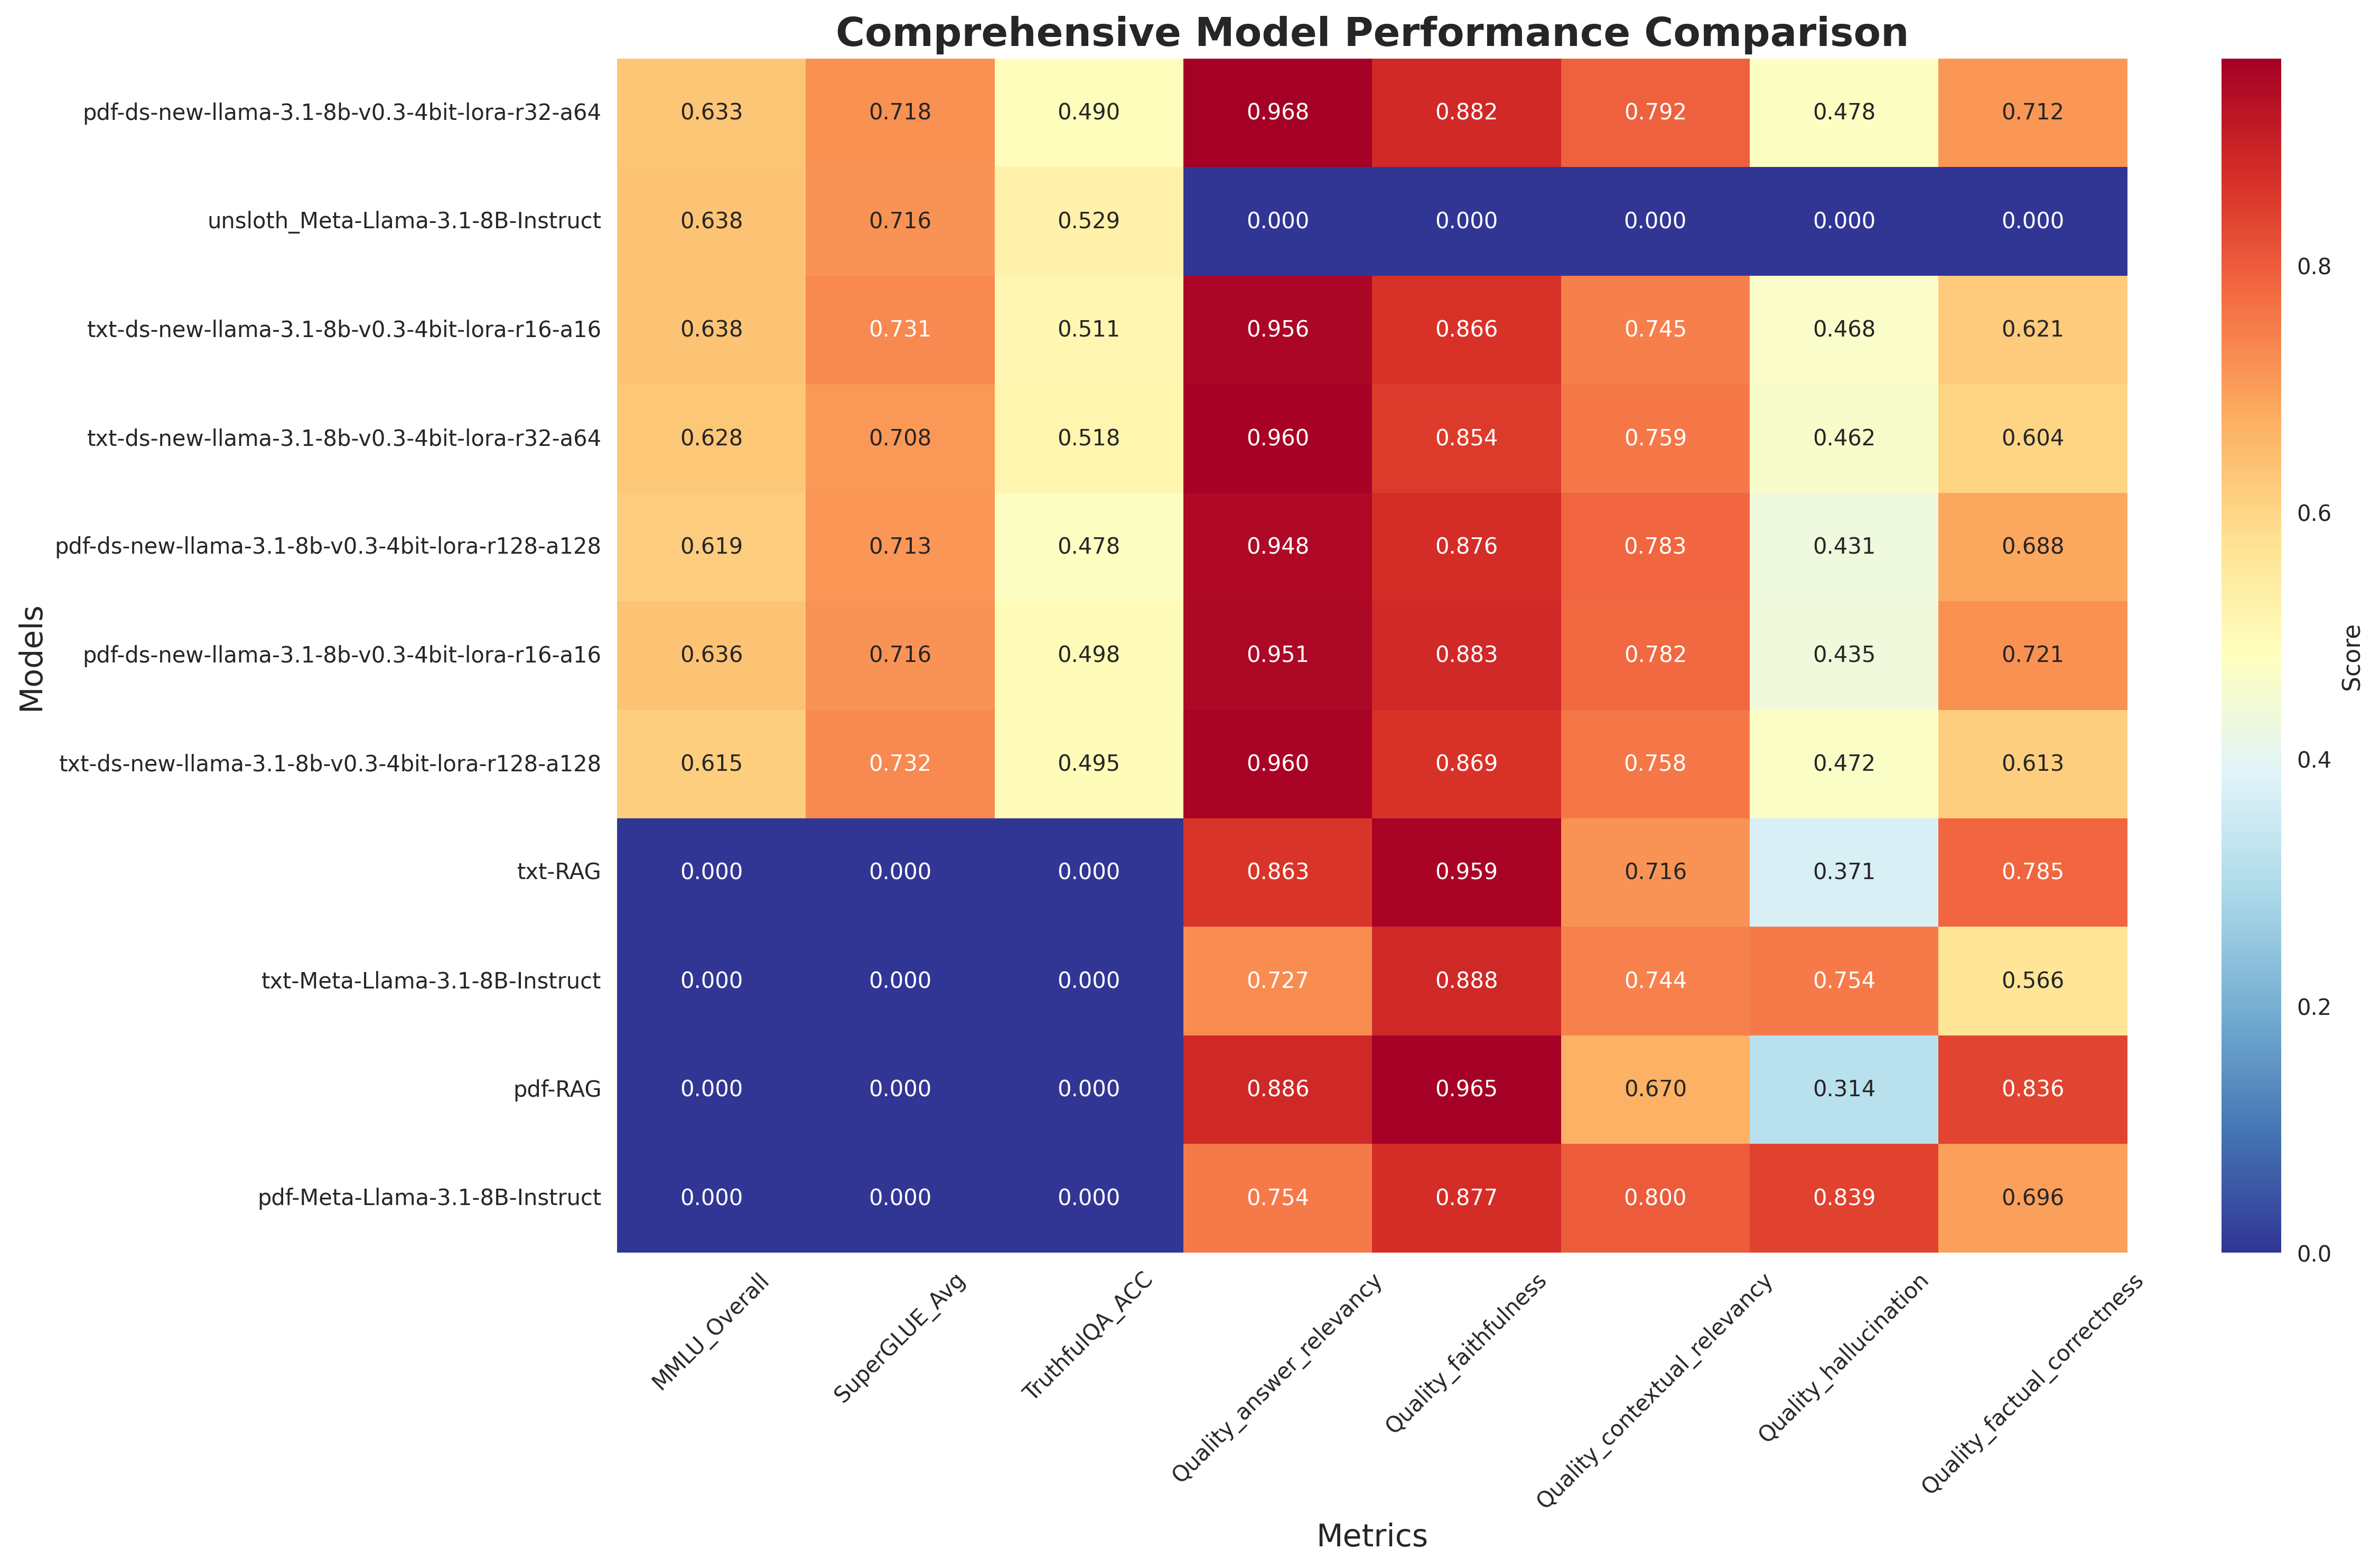 Comprehensive Model Performance Comparison
pdf-ds-new-llama-3.1-8b-v0.3-4bit-lora-r32-a64 0.633 0.718 0.490 0.968 0.882 0.792 0.478 0.712
unsloth_Meta-Llama-3.1-8B-Instruct 0.638 0.716 0.529 0.000 0.000 0.000 0.000 0.000
txt-ds-new-llama-3.1-8b-v0.3-4bit-lora-r16-a16 0.638 0.731 0.511 0.956 0.866 0.745 0.468 0.621
txt-ds-new-llama-3.1-8b-v0.3-4bit-lora-r32-a64 0.628 0.708 0.518 0.960 0.854 0.759 0.462 0.604
pdf-ds-new-llama-3.1-8b-v0.3-4bit-lora-r128-a128 0.619 0.713 0.478 0.948 0.876 0.783 0.431 0.688
pdf-ds-new-llama-3.1-8b-v0.3-4bit-lora-r16-a16 0.636 0.716 0.498 0.951 0.883 0.782 0.435 0.721
txt-ds-new-llama-3.1-8b-v0.3-4bit-lora-r128-a128 0.615 0.732 0.495 0.960 0.869 0.758 0.472 0.613
txt-RAG 0.000 0.000 0.000 0.863 0.959 0.716 0.371 0.785
txt-Meta-Llama-3.1-8B-Instruct 0.000 0.000 0.000 0.727 0.888 0.744 0.754 0.566
pdf-RAG 0.000 0.000 0.000 0.886 0.965 0.670 0.314 0.836
pdf-Meta-Llama-3.1-8B-Instruct 0.000 0.000 0.000 0.754 0.877 0.800 0.839 0.696
Models
MMLU_Overall
SuperGLUE_Avg
TruthfulQA_ACC
Quality_answer_relevancy
Quality_faithfulness
Quality_contextual_relevancy
Quality_hallucination
Quality_factual_correctness
Metrics
0.8
0.6
0.4
0.2
0.0
Score